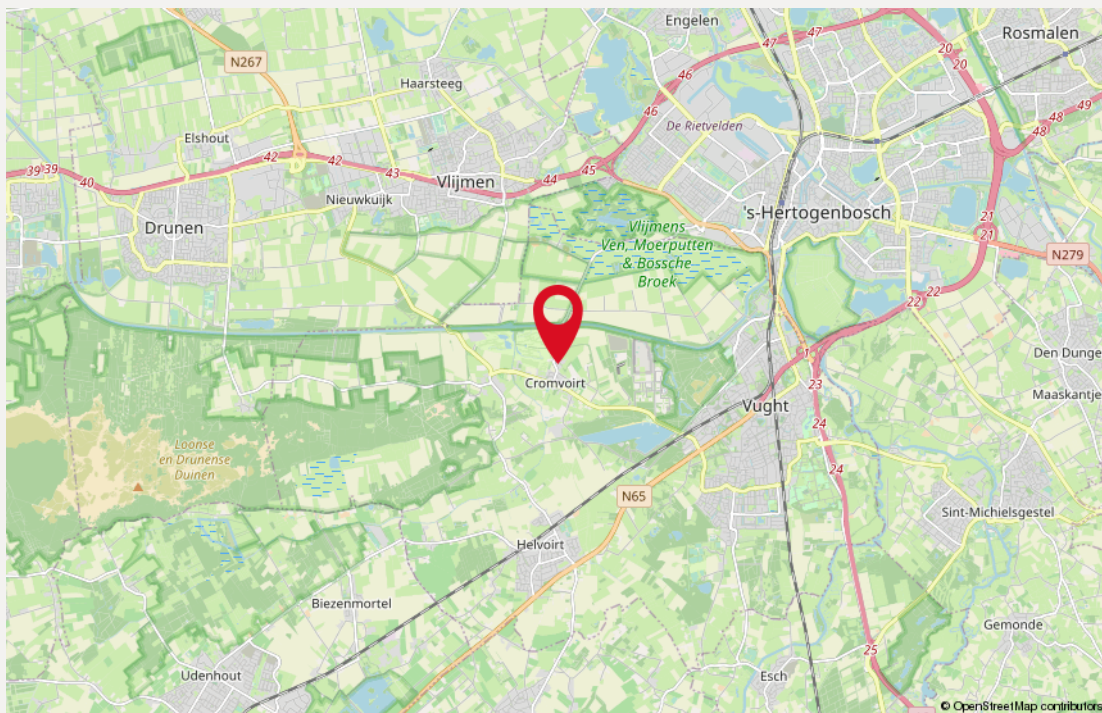 Engelen
47
47
20
20
Rosmalen
N267
Haarsteeg
46
46
De Rietvelden
49
48
48
Elshout
42
42
43
44
45
39
39
40
Vlijmen
Nieuwkuijk
Drunen
's-Hertogenbosch
21
21
N279
Vlijmens
Ven, Moerputten
& Bossche
Broek
22
22
1
Den Dunge
Cromvoirt
23
Maaskantje
Vught
24
24
Loonse
en Drunense
Duinen
N65
Sint-Michielsgestel
Helvoirt
Biezenmortel
Gemonde
25
Udenhout
Esch
© OpenStreetMap contributors